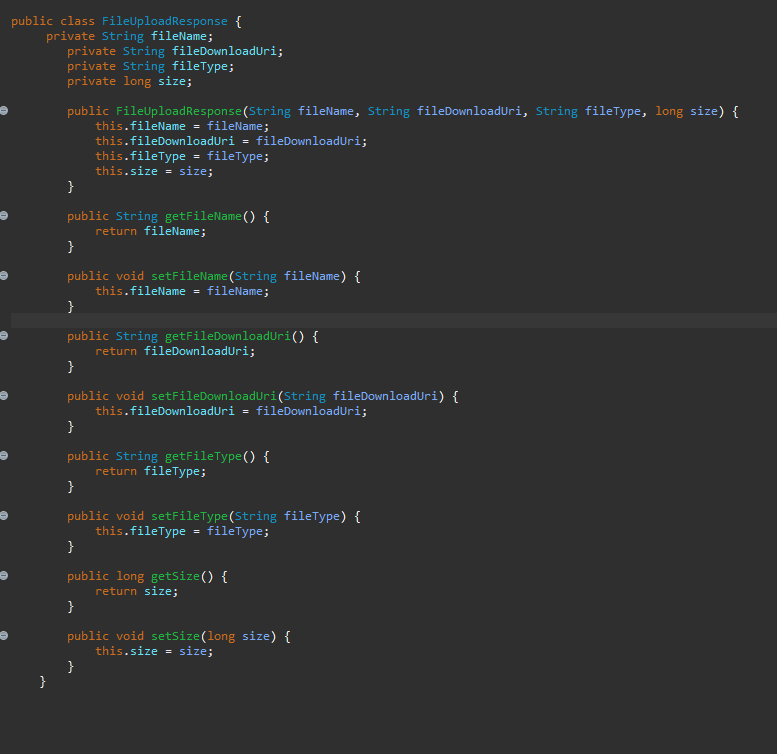 public class FileUploadResponse {
private String fileName;
private String fileDownloadUri;
private String fileType;
private long size;
public FileUploadResponse(String fileName, String fileDownloadUri, String fileType, long size) {
this.fileName = fileName;
this.fileDownloadUri = fileDownloadUri;
this.fileType = fileType;
this.size = size;
}
public String getFileName() {
return fileName;
}
public void setFileName(String fileName) {
this.fileName = fileName;
}
public String getFileDownloadUri() {
return fileDownloadUri;
}
public void setFileDownloadUri(String fileDownloadUri) {
this.fileDownloadUri = fileDownloadUri;
}
public String getFileType() {
return fileType;
}
public void setFileType(String fileType) {
this.fileType = fileType;
}
public long getSize() {
return size;
}
public void setSize(long size) {
this.size = size;
}
}